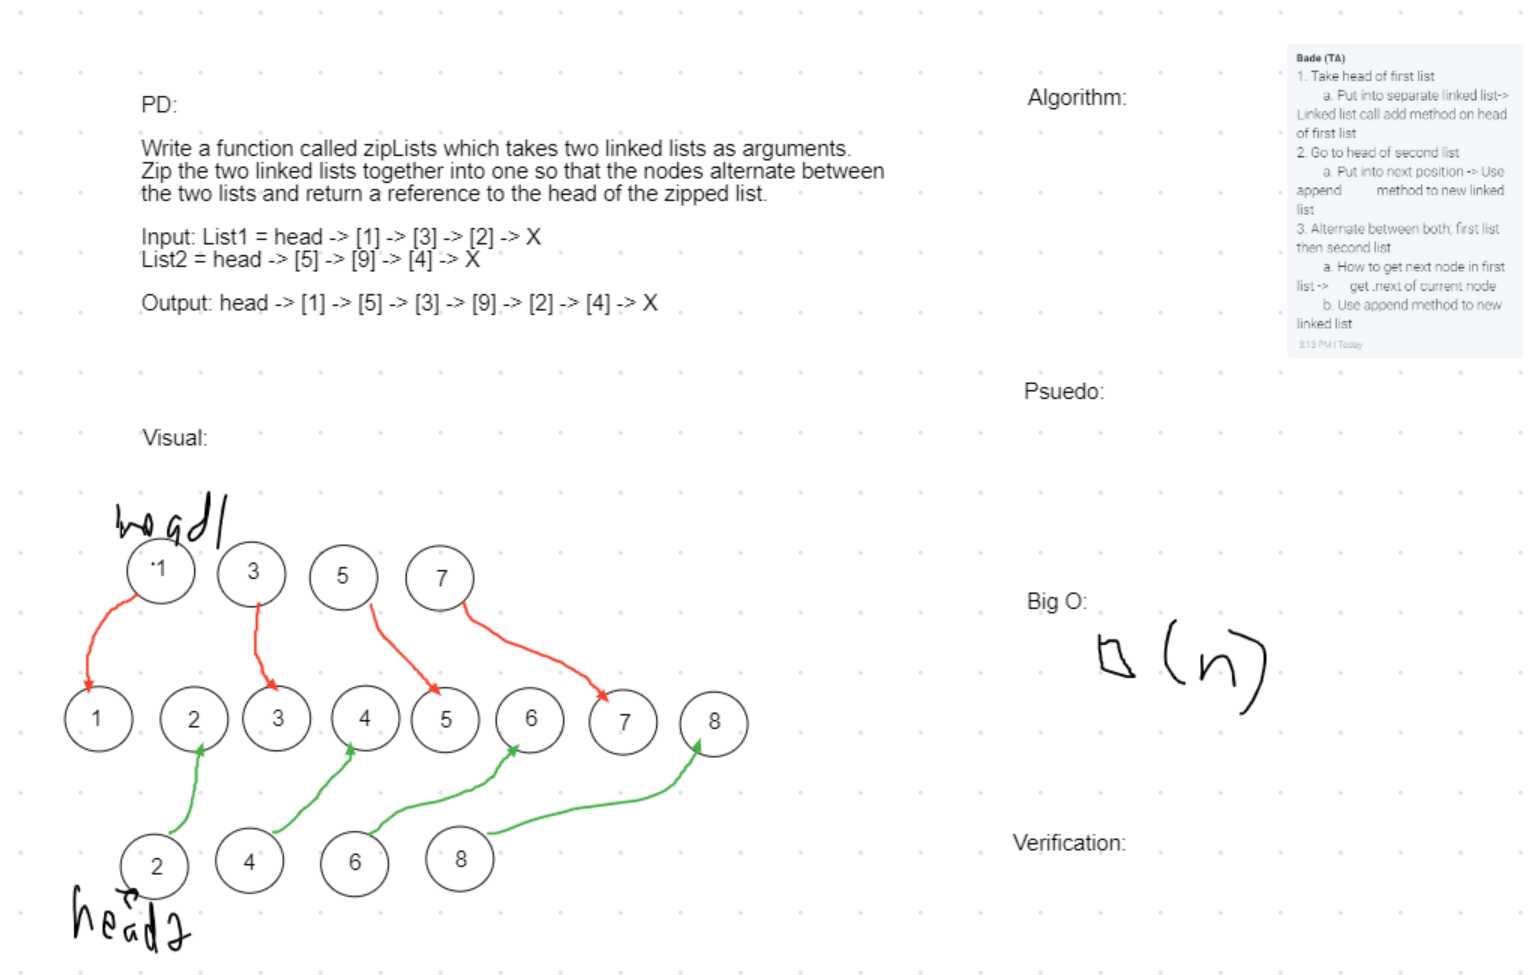 PD:
Write a function called zipLists which takes two linked lists as arguments.
Zip the two linked lists together into one so that the nodes alternate between
the two lists and return a reference to the head of the zipped list.
Input: List1 = head -> [1] -> [3] -> [2] -> X
List2 = head -> [5] -> [9] -> [4] -> X
Output: head -> [1] -> [5] -> [3] -> [9] -> [2] -> [4] -> X
Visual:
head1
1 3 5 7
1 2 3 4 5 6 7 8
2 4 6 8
head2
Algorithm:
Bade (TA)
1. Take head of first list
a. Put into separate linked list->
Linked list call add method on head
of first list
2. Go to head of second list
a. Put into next position -> Use
append method to new linked
list
3. Alternate between both, first list
then second list
a. How to get next node in first
list -> get .next of current node
b. Use append method to new
linked list
3:13 PM | Today
Psuedo:
Big O:
O(n)
Verification: